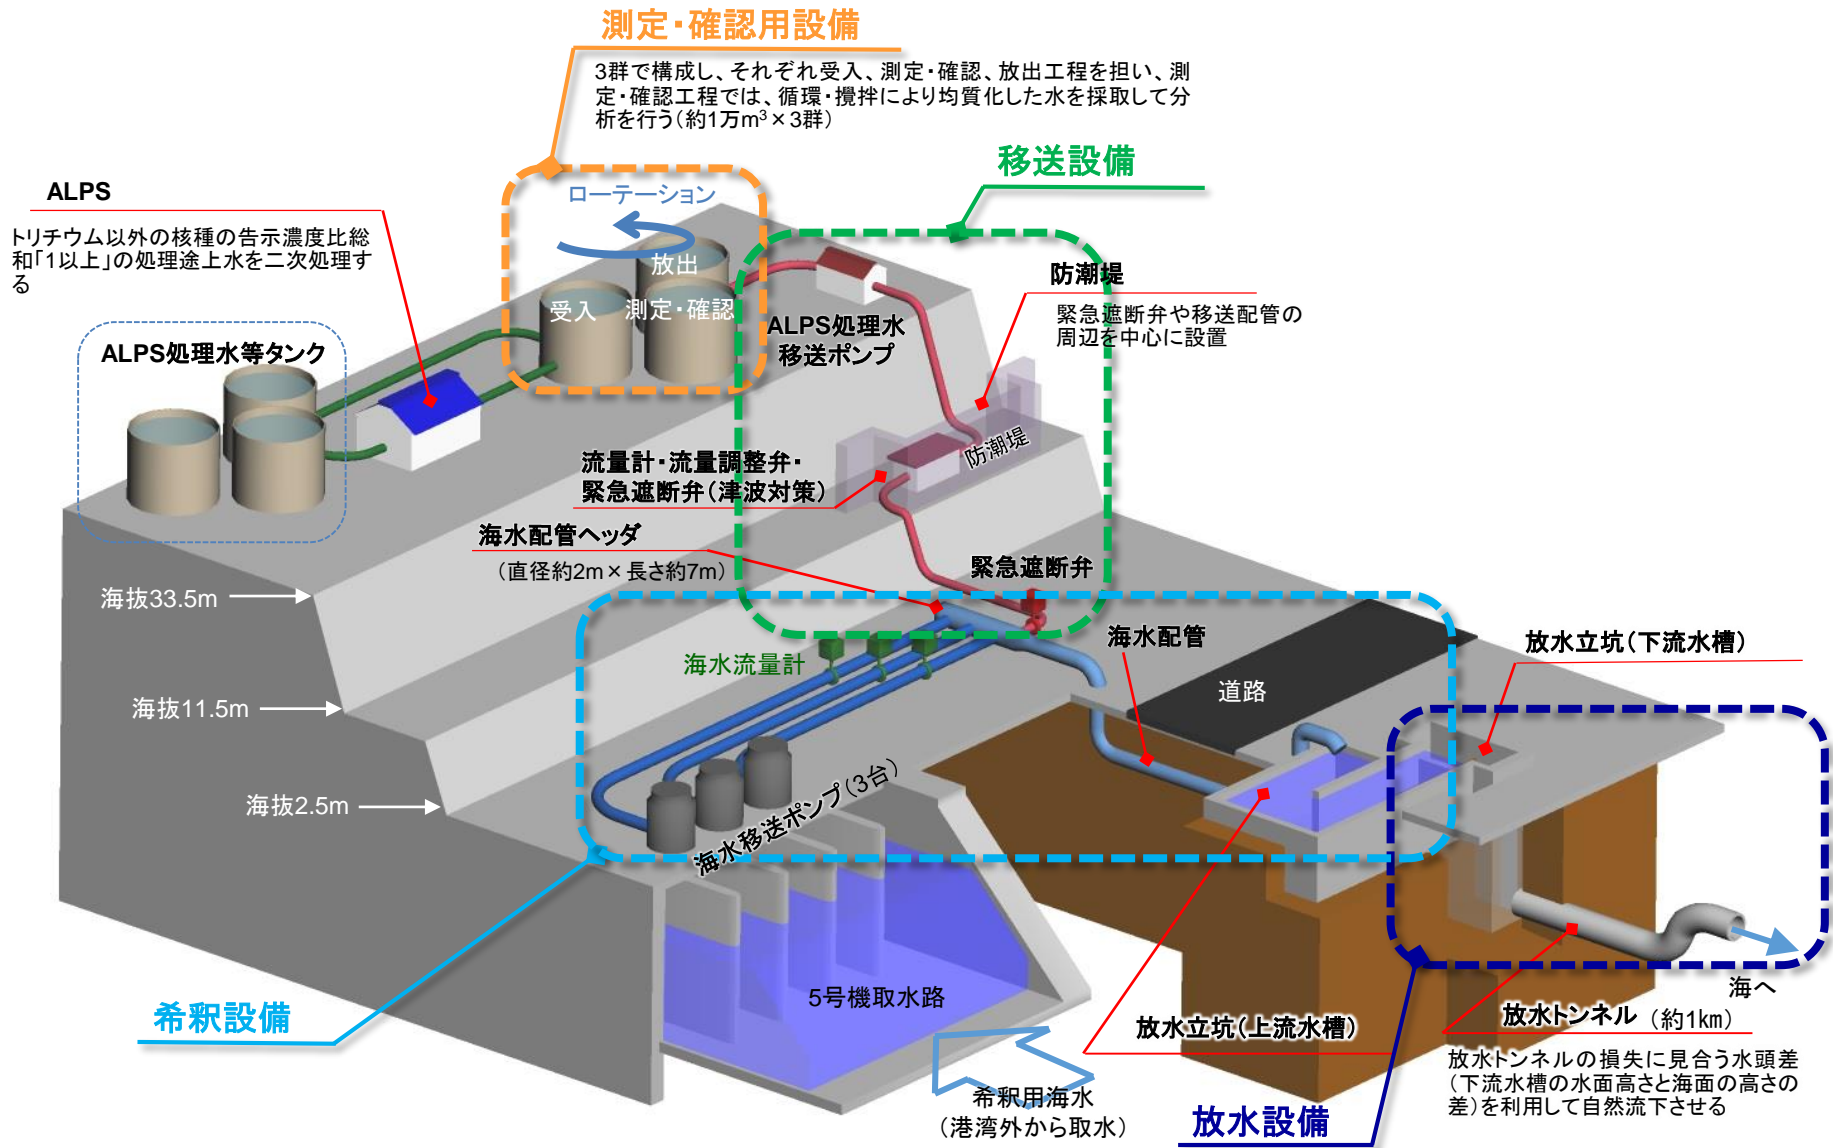 測定・確認用設備
3群で構成し、それぞれ受入、測定・確認、放出工程を担い、測
定・確認工程では、循環・攪拌により均質化した水を採取して分
析を行う(約1万m³×3群)
移送設備
ALPS
トリチウム以外の核種の告示濃度比総
和「1以上」の処理途上水を二次処理す
る
ローテーション
放出
受入
測定・確認
防潮堤
緊急遮断弁や移送配管の
周辺を中心に設置
ALPS処理水
移送ポンプ
ALPS処理水等タンク
防潮堤
流量計・流量調整弁・
緊急遮断弁(津波対策)
海水配管ヘッダ
(直径約2m×長さ約7m)
緊急遮断弁
海抜33.5m
海水流量計
海水配管
放水立坑(下流水槽)
道路
海抜11.5m
海抜2.5m
海水移送ポンプ(3台)
5号機取水路
海へ
希釈設備
放水立坑(上流水槽)
放水トンネル (約1km)
放水トンネルの損失に見合う水頭差
(下流水槽の水面高さと海面の高さの
差)を利用して自然流下させる
希釈用海水
(港湾外から取水)
放水設備